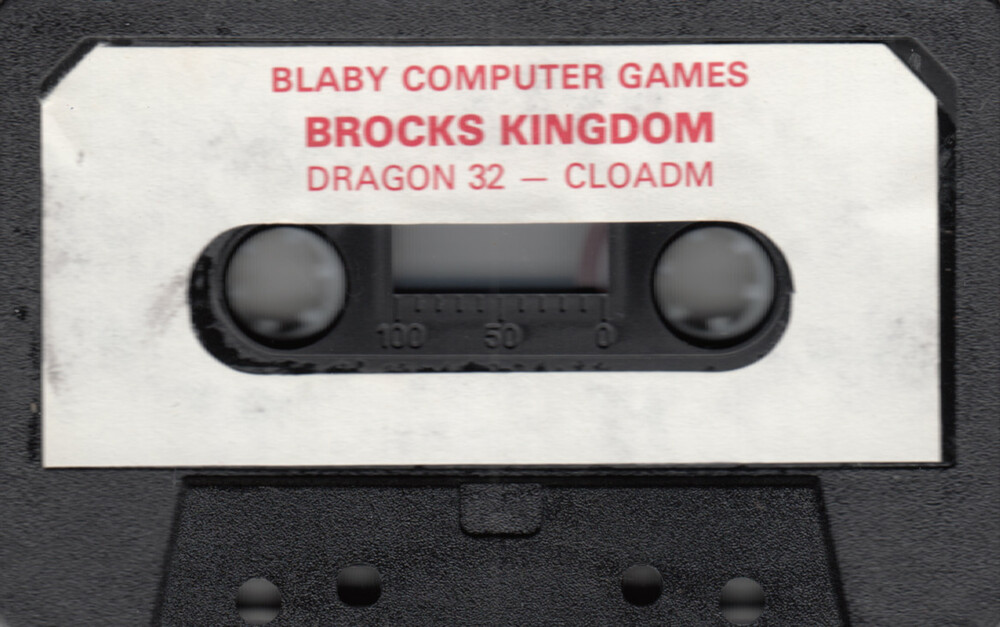 BLABY COMPUTER GAMES
BROCKS KINGDOM
DRAGON 32 — CLOADM
100 50 0